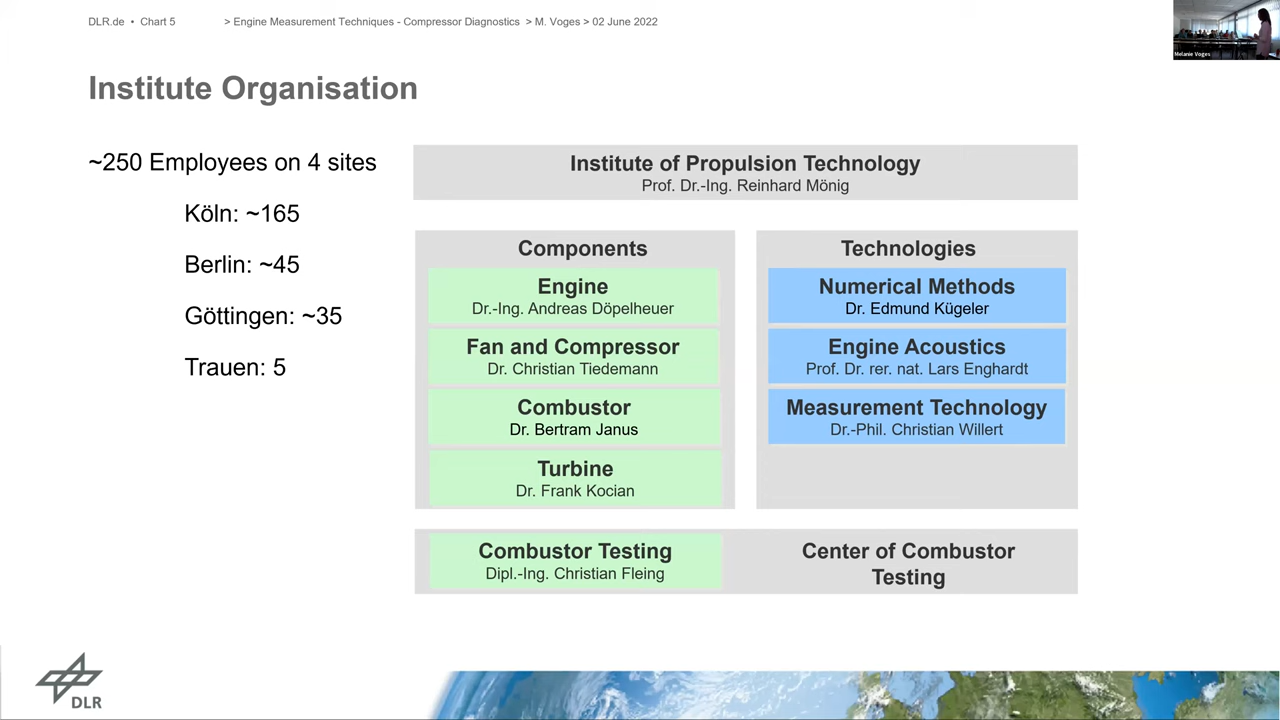 DLR.de • Chart 5 > Engine Measurement Techniques - Compressor Diagnostics > M. Voges > 02 June 2022
Melanie Voges
Institute Organisation
~250 Employees on 4 sites
Köln: ~165
Berlin: ~45
Göttingen: ~35
Trauen: 5
Institute of Propulsion Technology
Prof. Dr.-Ing. Reinhard Mönig
Components
Engine
Dr.-Ing. Andreas Döpelheuer
Fan and Compressor
Dr. Christian Tiedemann
Combustor
Dr. Bertram Janus
Turbine
Dr. Frank Kocian
Technologies
Numerical Methods
Dr. Edmund Kügeler
Engine Acoustics
Prof. Dr. rer. nat. Lars Enghardt
Measurement Technology
Dr.-Phil. Christian Willert
Combustor Testing
Dipl.-Ing. Christian Fleing
Center of Combustor
Testing
DLR